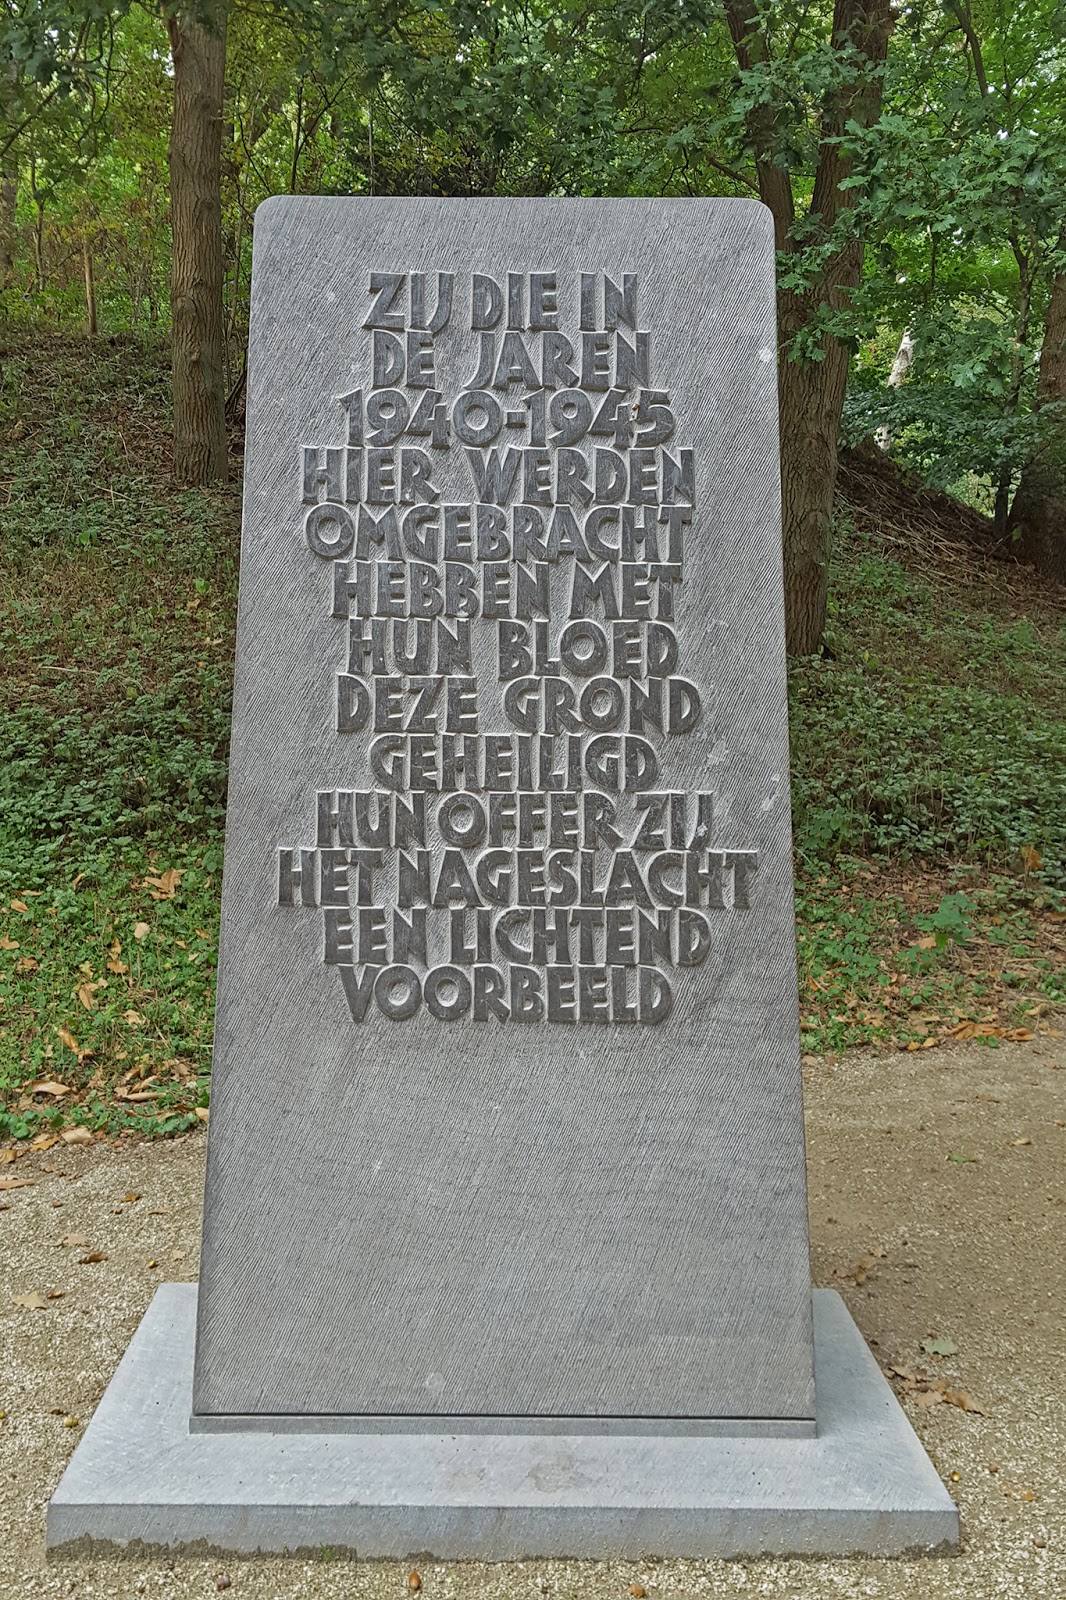 ZIJ DIE IN
DE JAREN
1940-1945
HIER WERDEN
OMGEBRACHT
HEBBEN MET
HUN BLOED
DEZE GROND
GEHEILIGD
HUN OFFER ZIJ
HET NAGESLACHT
EEN LICHTEND
VOORBEELD